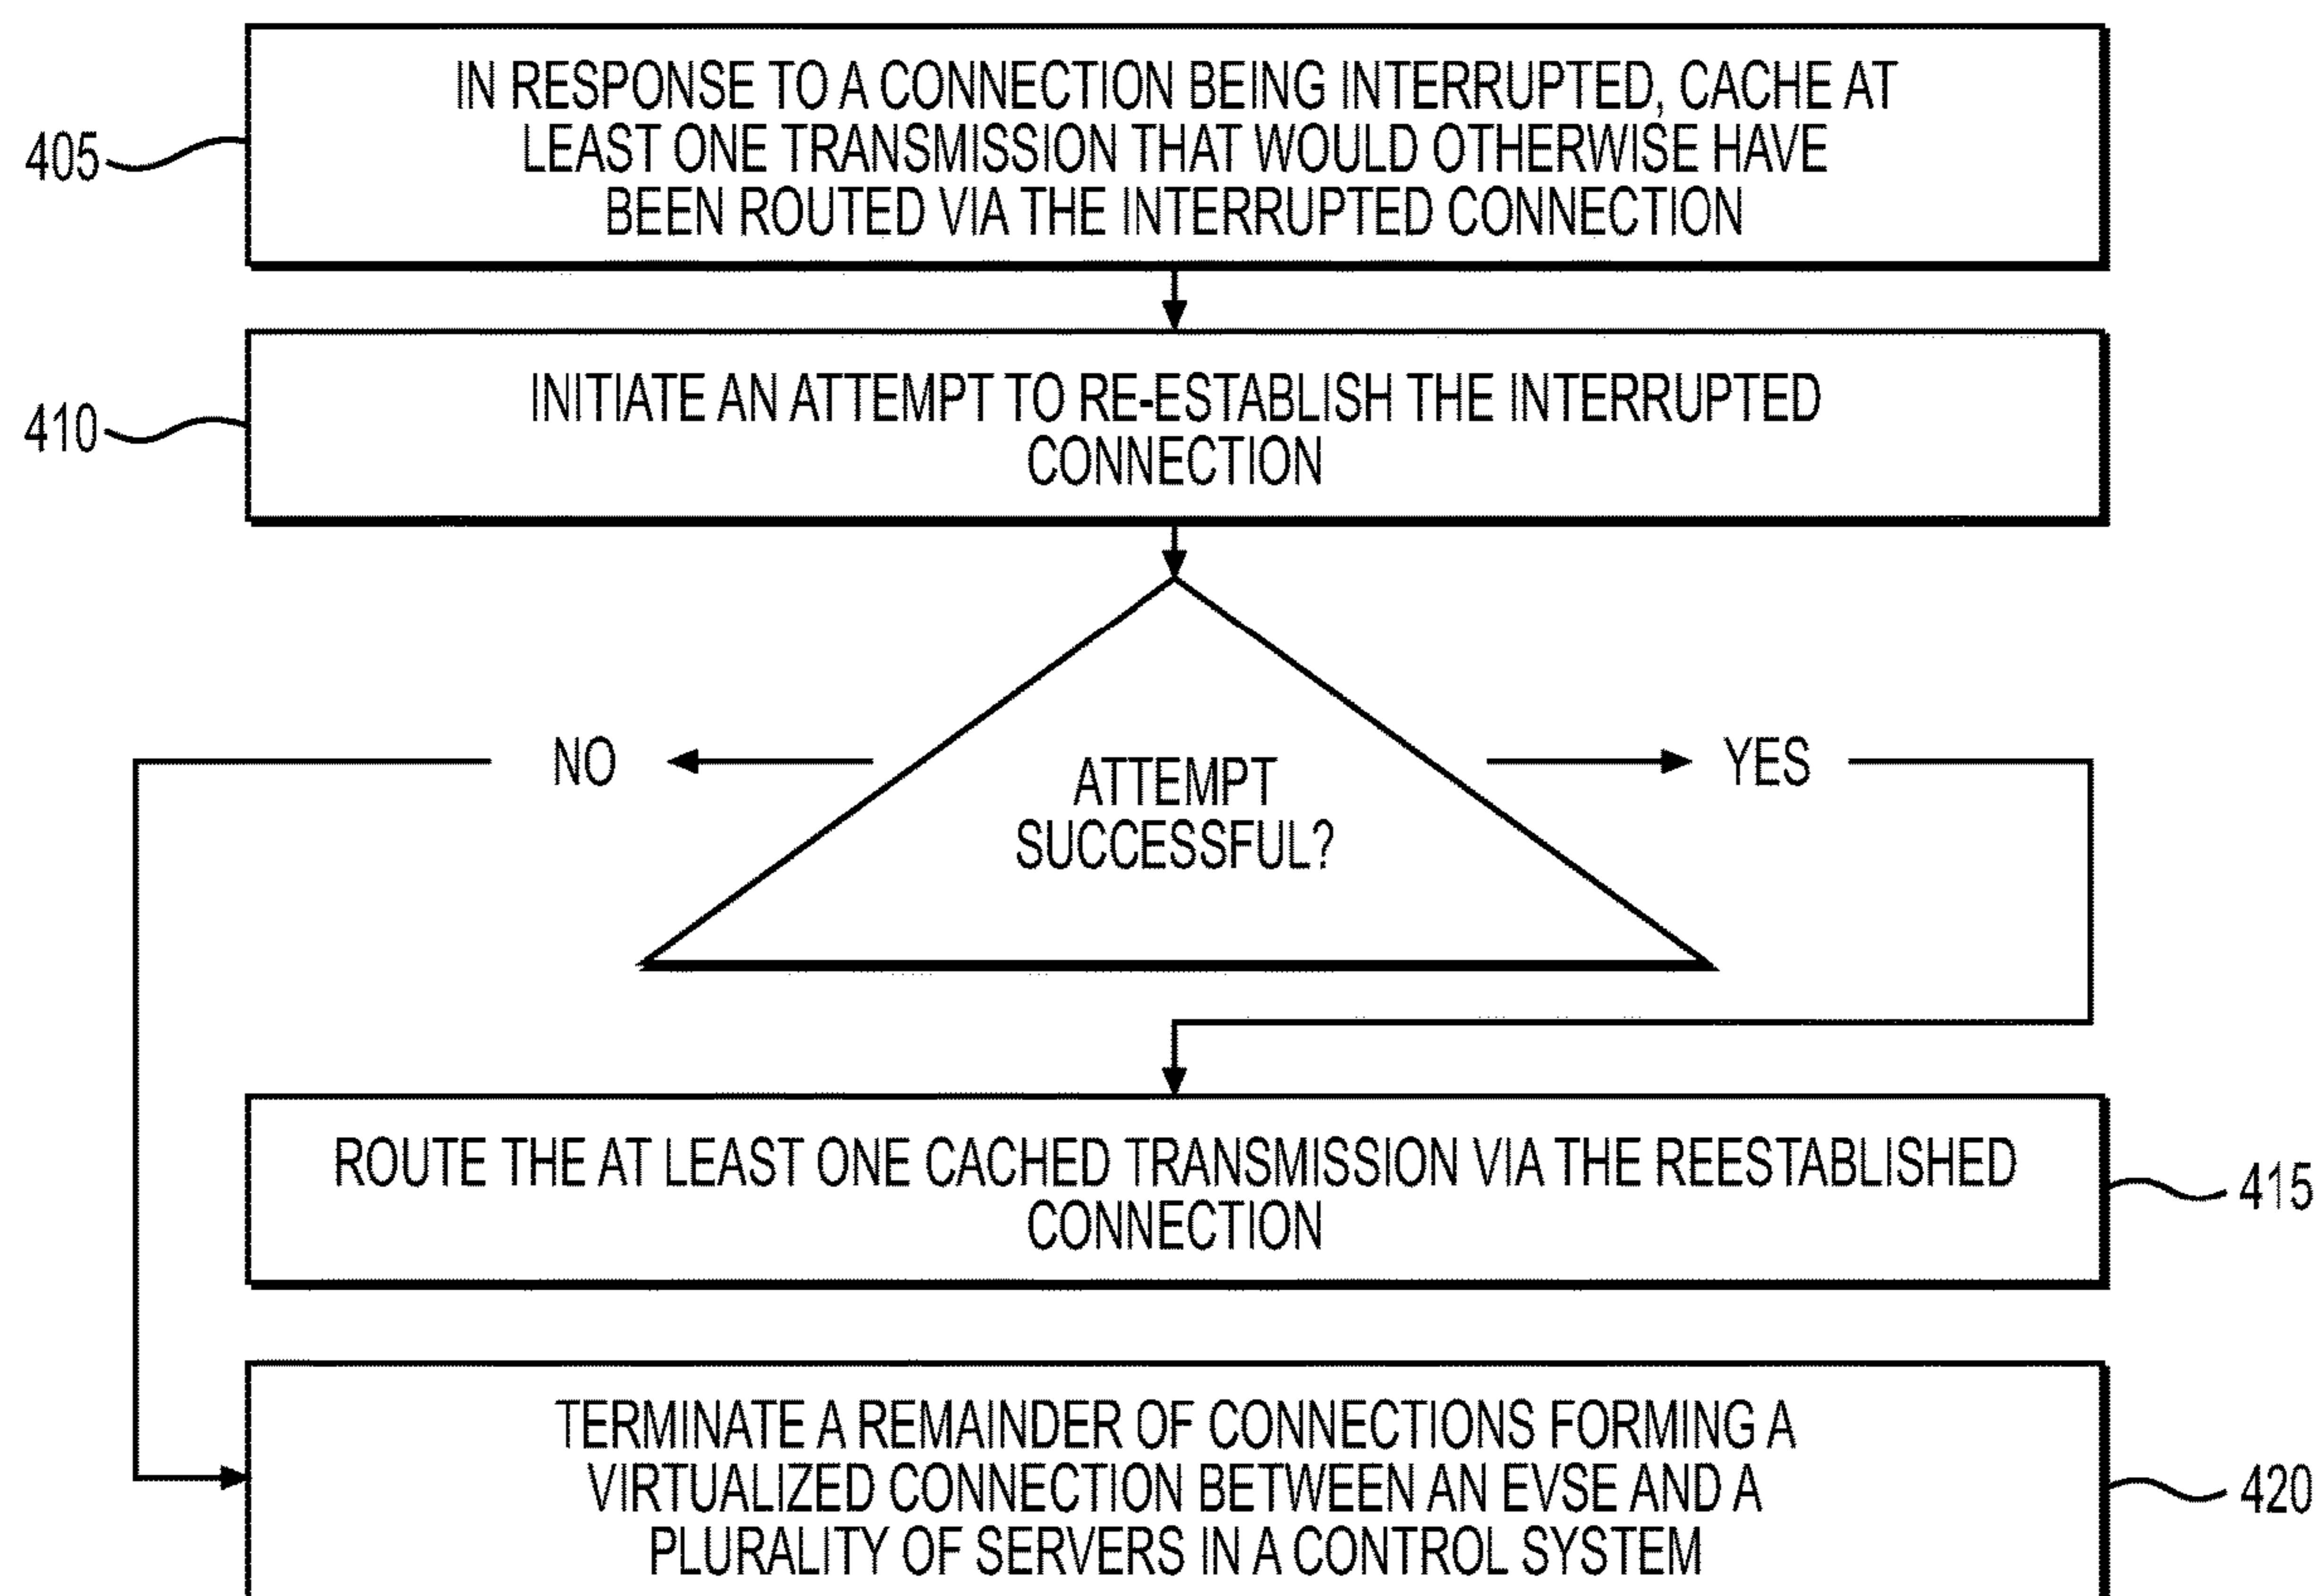 IN RESPONSE TO A CONNECTION BEING INTERRUPTED, CACHE AT
LEAST ONE TRANSMISSION THAT WOULD OTHERWISE HAVE
BEEN ROUTED VIA THE INTERRUPTED CONNECTION
405
INITIATE AN ATTEMPT TO RE-ESTABLISH THE INTERRUPTED
CONNECTION
410
NO
YES
ATTEMPT
SUCCESSFUL?
ROUTE THE AT LEAST ONE CACHED TRANSMISSION VIA THE REESTABLISHED
CONNECTION
415
TERMINATE A REMAINDER OF CONNECTIONS FORMING A
VIRTUALIZED CONNECTION BETWEEN AN EVSE AND A
PLURALITY OF SERVERS IN A CONTROL SYSTEM
420